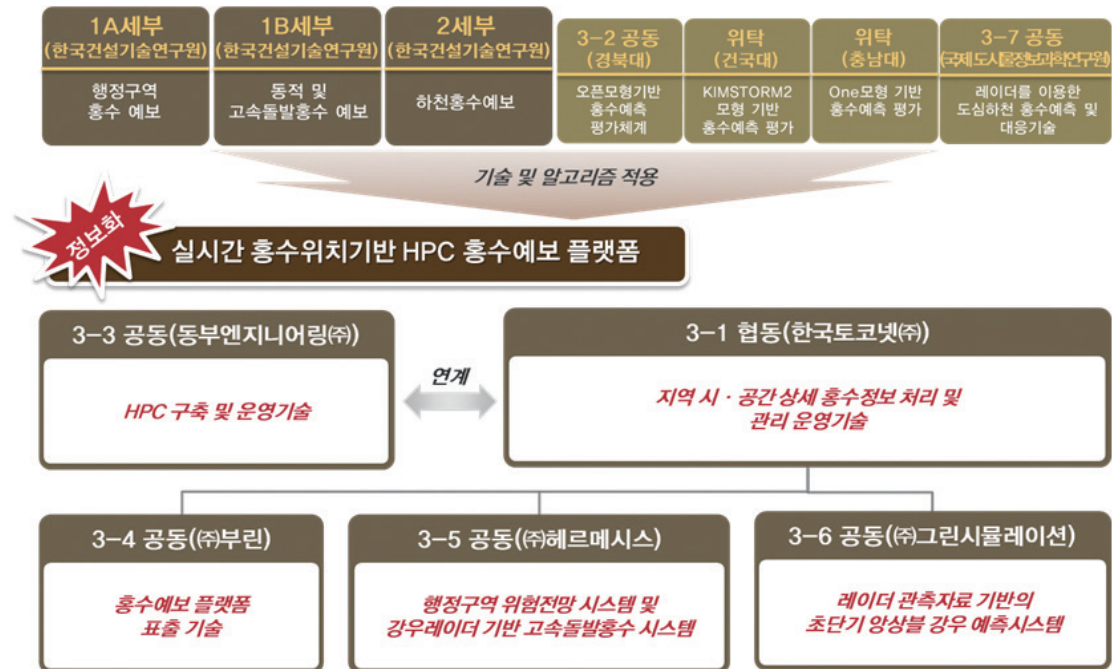 1A세부
(한국건설기술연구원)
행정구역
홍수 예보
1B세부
(한국건설기술연구원)
동적 및
고속돌발홍수 예보
2세부
(한국건설기술연구원)
하천홍수예보
3-2 공동
(경북대)
오픈모형기반
홍수예측
평가체계
위탁
(건국대)
KIMSTORM2
모형 기반
홍수예측 평가
위탁
(충남대)
One모형 기반
홍수예측 평가
3-7 공동
(국제 도시물정보과학연구원)
레이더를 이용한
도심하천 홍수예측 및
대응기술
기술 및 알고리즘 적용
정보화
실시간 홍수위치기반 HPC 홍수예보 플랫폼
3-3 공동(동부엔지니어링㈜)
HPC 구축 및 운영기술
연계
3-1 협동(한국토코넷㈜)
지역 시·공간 상세 홍수정보 처리 및
관리 운영기술
3-4 공동(㈜부린)
홍수예보 플랫폼
표출 기술
3-5 공동(㈜헤르메시스)
행정구역 위험전망 시스템 및
강우레이더 기반 고속돌발홍수 시스템
3-6 공동(㈜그린시뮬레이션)
레이더 관측자료 기반의
초단기 앙상블 강우 예측시스템